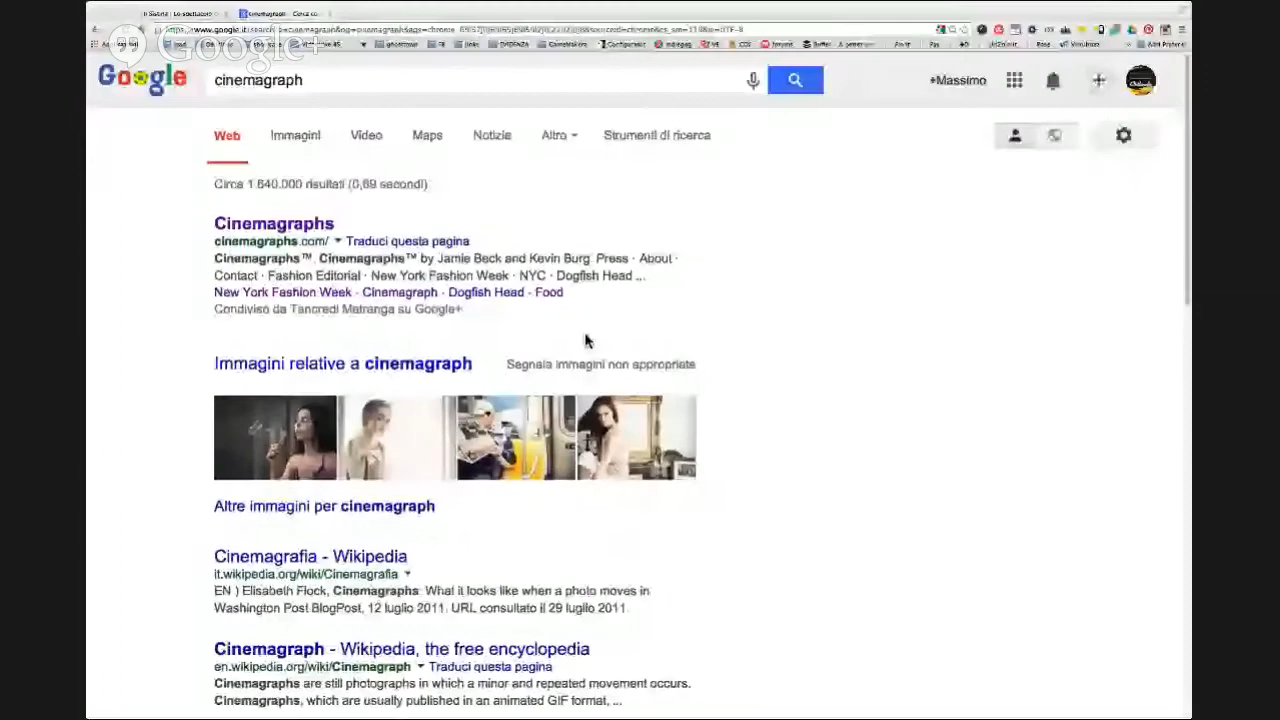 Google+
Google
cinemagraph
+Massimo
Web Immagini Video Maps Notizie Altro Strumenti di ricerca
Circa 1.640.000 risultati (0,69 secondi)
Cinemagraphs
cinemagraphs.com/ Traduci questa pagina
Cinemagraphs™. Cinemagraphs™ by Jamie Beck and Kevin Burg. Press · About ·
Contact · Fashion Editorial · New York Fashion Week · NYC · Dogfish Head ...
New York Fashion Week - Cinemagraph - Dogfish Head - Food
Condiviso da Tancredi Matranga su Google+
Immagini relative a cinemagraph Segnala immagini non appropriate
Altre immagini per cinemagraph
Cinemagrafia - Wikipedia
it.wikipedia.org/wiki/Cinemagrafia
EN ) Elisabeth Flock, Cinemagraphs: What it looks like when a photo moves in
Washington Post BlogPost, 12 luglio 2011. URL consultato il 29 luglio 2011.
Cinemagraph - Wikipedia, the free encyclopedia
en.wikipedia.org/wiki/Cinemagraph Traduci questa pagina
Cinemagraphs are still photographs in which a minor and repeated movement occurs.
Cinemagraphs, which are usually published in an animated GIF format, ...